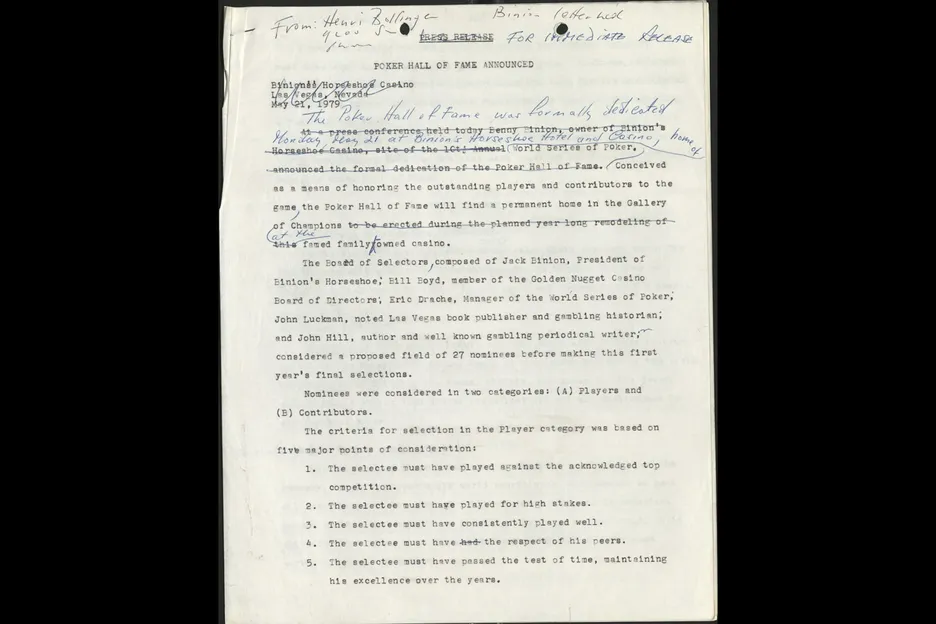 From: Henri Bollinger Binion letterhead
PRESS RELEASE FOR IMMEDIATE RELEASE
POKER HALL OF FAME ANNOUNCED
Binion's Horseshoe Casino
Las Vegas, Nevada
May 21, 1979
The Poker Hall of Fame was formally dedicated
At a press conference held today Benny Binion, owner of Binion's
Monday, May 21 at Binion's Horseshoe Hotel and Casino, home of
Horseshoe Casino, site of the 10th Annual World Series of Poker,
announced the formal dedication of the Poker Hall of Fame. Conceived
as a means of honoring the outstanding players and contributors to the
game, the Poker Hall of Fame will find a permanent home in the Gallery
of Champions to be erected during the planned year long remodeling of
at the
this famed family owned casino.
The Board of Selectors, composed of Jack Binion, President of
Binion's Horseshoe; Bill Boyd, member of the Golden Nugget Casino
Board of Directors; Eric Drache, Manager of the World Series of Poker;
John Luckman, noted Las Vegas book publisher and gambling historian;
and John Hill, author and well known gambling periodical writer,
considered a proposed field of 27 nominees before making this first
year's final selections.
Nominees were considered in two categories: (A) Players and
(B) Contributors.
The criteria for selection in the Player category was based on
five major points of consideration:
1. The selectee must have played against the acknowledged top
competition.
2. The selectee must have played for high stakes.
3. The selectee must have consistently played well.
4. The selectee must have had the respect of his peers.
5. The selectee must have passed the test of time, maintaining
his excellence over the years.